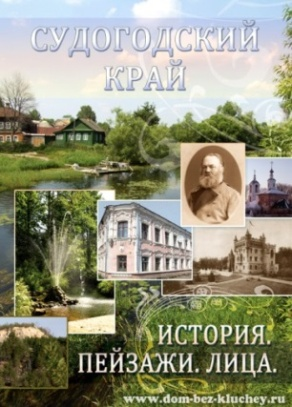 СУДОГОДСКИЙ
КРАЙ
ИСТОРИЯ.
ПЕЙЗАЖИ. ЛИЦА.
www.dom-bez-kluchey.ru